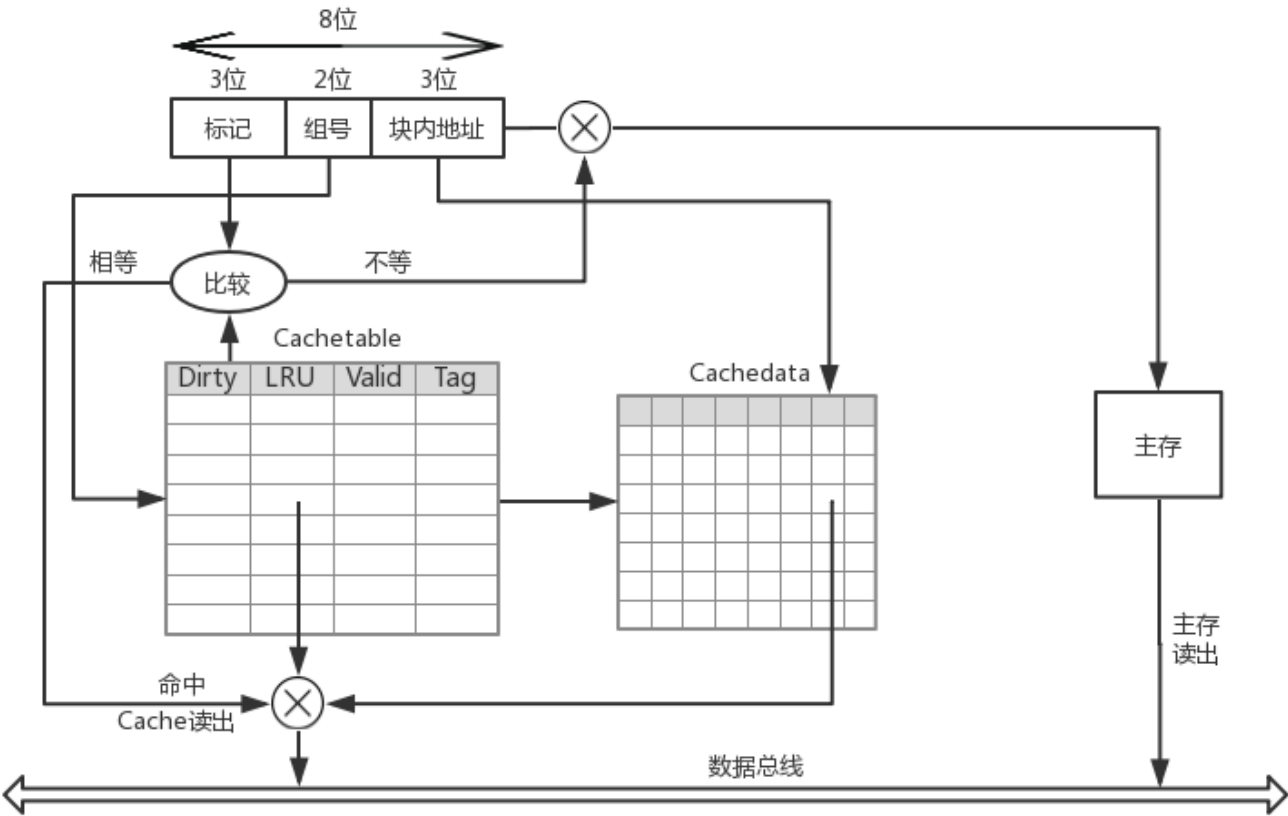 8位
3位 2位 3位
标记 组号 块内地址
相等 不等
比较
Cachetable
Dirty LRU Valid Tag
Cachedata
主存
主存
读出
命中
Cache读出
数据总线